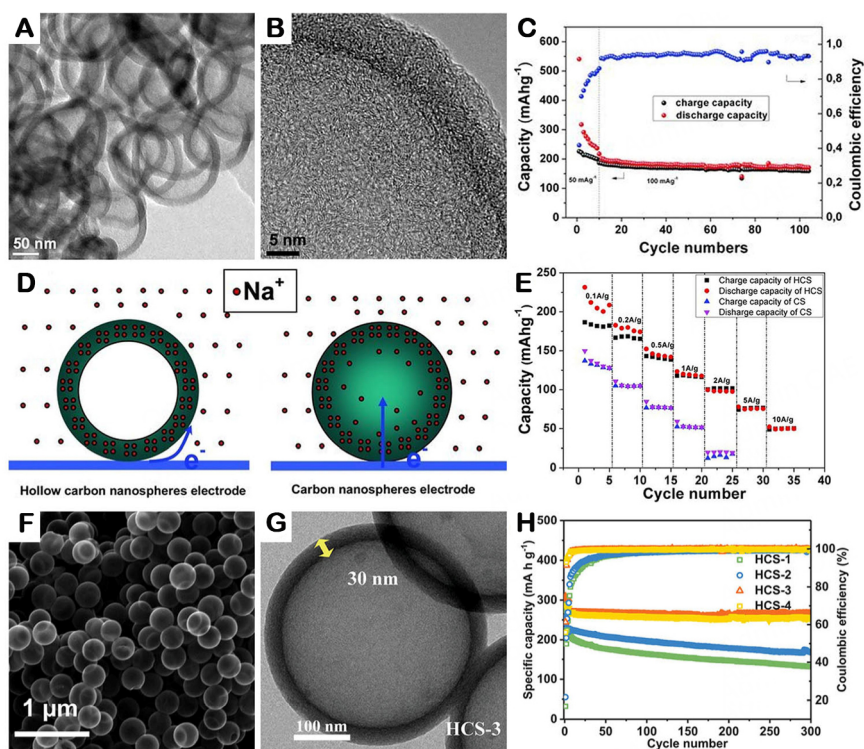 A
50 nm
B
5 nm
C
Capacity (mAhg-1)
600
500
400
300
200
100
0
charge capacity
discharge capacity
50 mAg-1
100 mAg-1
0 20 40 60 80 100
Cycle numbers
1,0
0,8
0,6
0,4
0,2
0,0
Coulombic efficiency
D
Na+
e-
e-
Hollow carbon nanospheres electrode
Carbon nanospheres electrode
E
Capacity (mAhg-1)
250
200
150
100
50
0
Charge capacity of HCS
Discharge capacity of HCS
Charge capacity of CS
Disharge capacity of CS
0.1A/g
0.2A/g
0.5A/g
1A/g
2A/g
5A/g
10A/g
0 5 10 15 20 25 30 35 40
Cycle number
F
1 µm
G
30 nm
100 nm
HCS-3
H
Specific capacity (mA h g-1)
500
400
300
200
100
0
HCS-1
HCS-2
HCS-3
HCS-4
0 50 100 150 200 250 300
Cycle number
100
80
60
40
20
Coulombic efficiency (%)